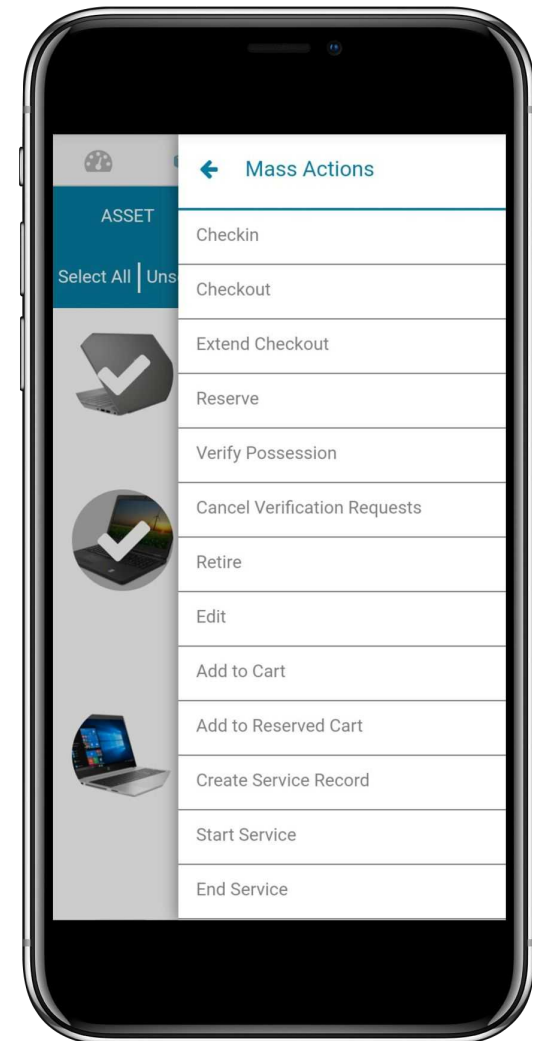 Mass Actions
ASSET
Select All | Uns
Checkin
Checkout
Extend Checkout
Reserve
Verify Possession
Cancel Verification Requests
Retire
Edit
Add to Cart
Add to Reserved Cart
Create Service Record
Start Service
End Service